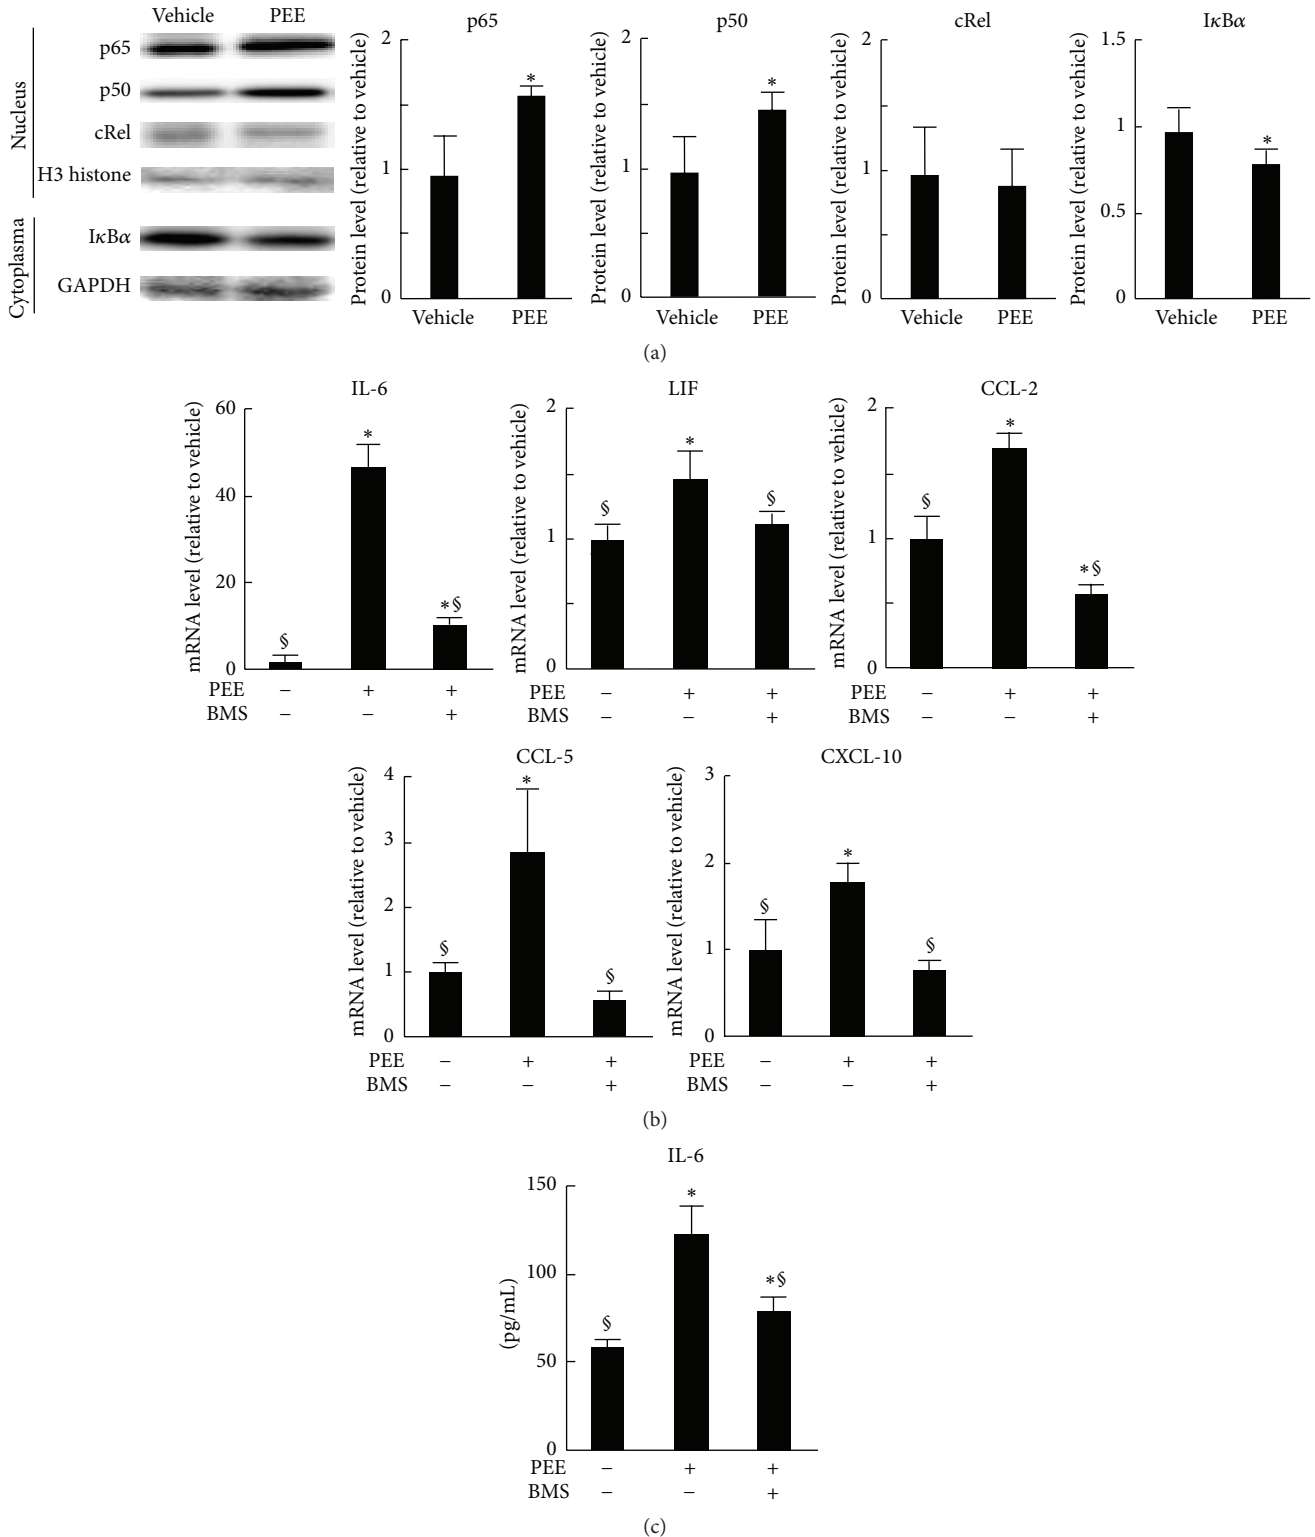 Vehicle PEE
Nucleus
p65
p50
cRel
H3 histone
Cytoplasma
IκBα
GAPDH
p65
Protein level (relative to vehicle)
2
1
0
Vehicle PEE
p50
Protein level (relative to vehicle)
2
1
0
Vehicle PEE
cRel
Protein level (relative to vehicle)
2
1
0
Vehicle PEE
IκBα
Protein level (relative to vehicle)
1.5
1
0.5
0
Vehicle PEE
*
*
*
(a)
IL-6
mRNA level (relative to vehicle)
60
40
20
0
§ * *§
PEE − + +
BMS − − +
LIF
mRNA level (relative to vehicle)
2
1
0
§ * §
PEE − + +
BMS − − +
CCL-2
mRNA level (relative to vehicle)
2
1
0
§ * *§
PEE − + +
BMS − − +
CCL-5
mRNA level (relative to vehicle)
4
3
2
1
0
§ * §
PEE − + +
BMS − − +
CXCL-10
mRNA level (relative to vehicle)
3
2
1
0
§ * §
PEE − + +
BMS − − +
(b)
IL-6
(pg/mL)
150
100
50
0
§ * *§
PEE − + +
BMS − − +
(c)